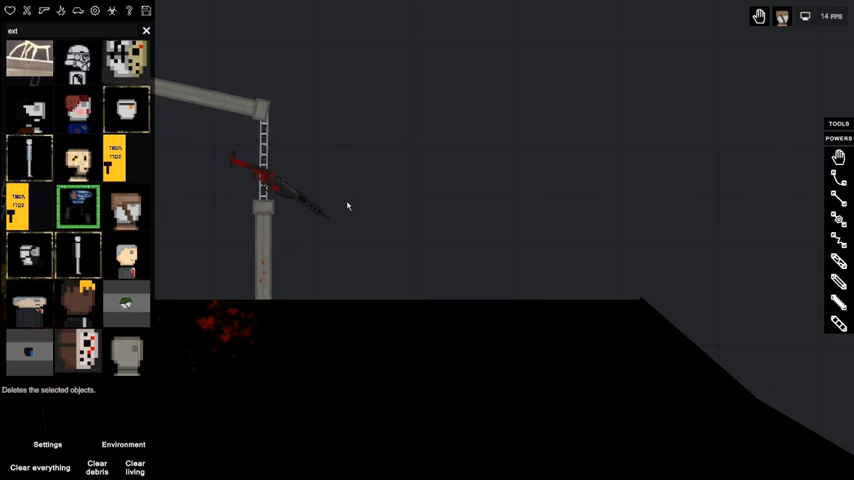 14 FPS
ext
TOOLS
POWERS
Deletes the selected objects.
Settings
Environment
Clear everything
Clear debris
Clear living